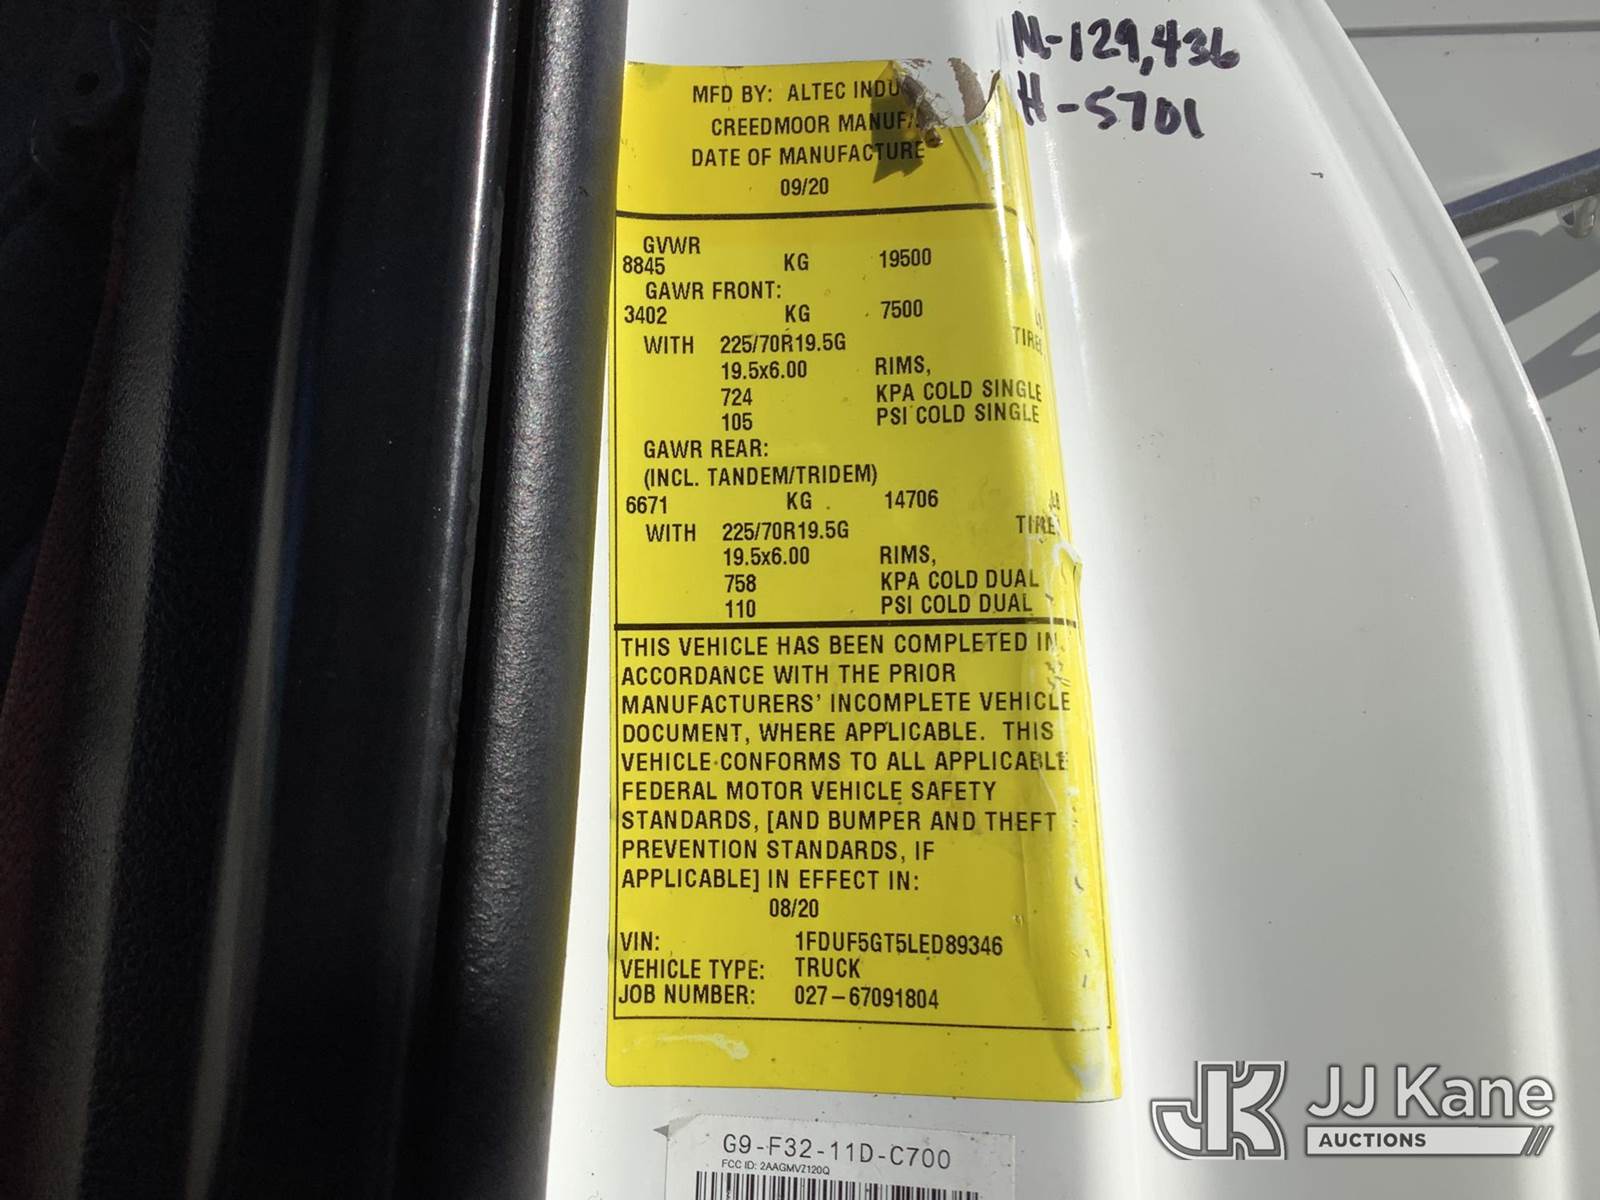 M-129,436
H-5701
MFD BY: ALTEC
CREEDMOOR
DATE OF MANUFACTURE
09/20
GVWR
8845 KG 19500
GAWR FRONT:
3402 KG 7500
WITH 225/70R19.5G
19.5x6.00 RIMS,
724 KPA COLD SINGLE
105 PSI COLD SINGLE
GAWR REAR:
(INCL. TANDEM/TRIDEM)
6671 KG 14706
WITH 225/70R19.5G
19.5x6.00 RIMS,
758 KPA COLD DUAL
110 PSI COLD DUAL
THIS VEHICLE HAS BEEN COMPLETED IN
ACCORDANCE WITH THE PRIOR
MANUFACTURERS' INCOMPLETE VEHICLE
DOCUMENT, WHERE APPLICABLE. THIS
VEHICLE CONFORMS TO ALL APPLICABLE
FEDERAL MOTOR VEHICLE SAFETY
STANDARDS, [AND BUMPER AND THEFT
PREVENTION STANDARDS, IF
APPLICABLE] IN EFFECT IN:
08/20
VIN: 1FDUF5GT5LED89346
VEHICLE TYPE: TRUCK
JOB NUMBER: 027-67091804
G9-F32-11D-C700
FCC ID: 2AAGMVZ120Q
JK JJ Kane
AUCTIONS